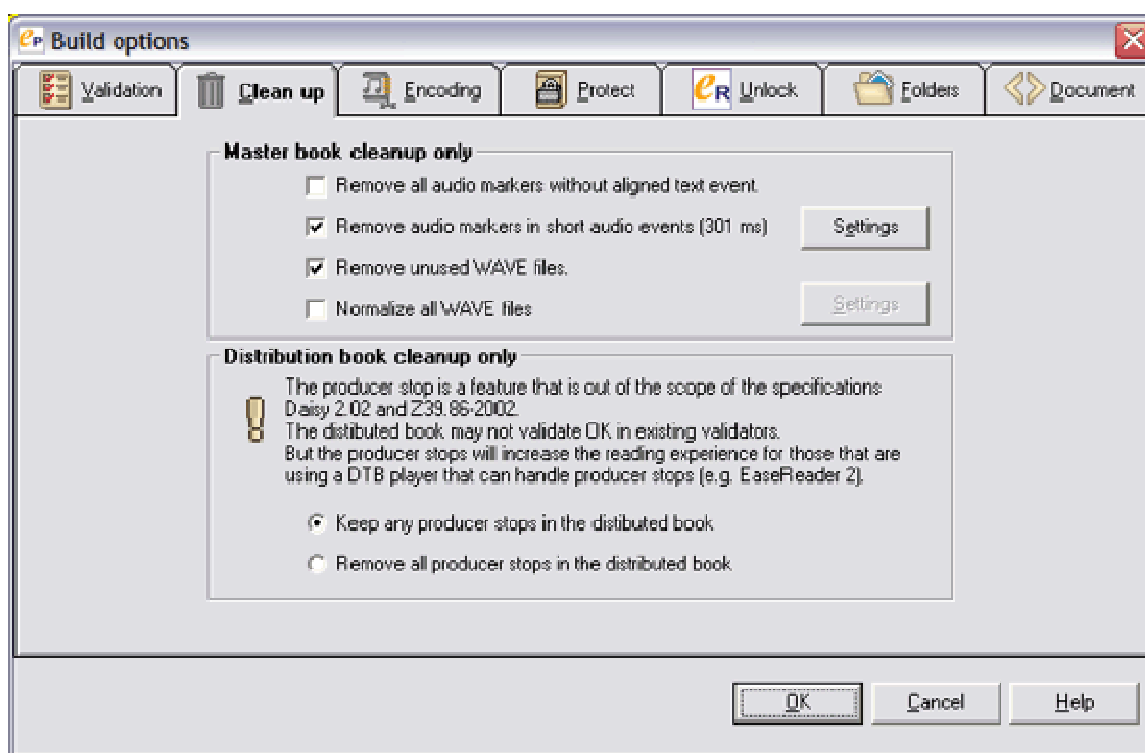 eP Build options
Validation Clean up Encoding Protect eR Unlock Folders Document
Master book cleanup only
Remove all audio markers without aligned text event.
Remove audio markers in short audio events (301 ms) Settings
Remove unused WAVE files.
Normalize all WAVE files Settings
Distribution book cleanup only
The producer stop is a feature that is out of the scope of the specifications
Daisy 2.02 and Z39.86-2002.
The distibuted book may not validate OK in existing validators.
But the producer stops will increase the reading experience for those that are
using a DTB player that can handle producer stops (e.g. EaseReader 2).
Keep any producer stops in the distibuted book
Remove all producer stops in the distributed book
OK Cancel Help